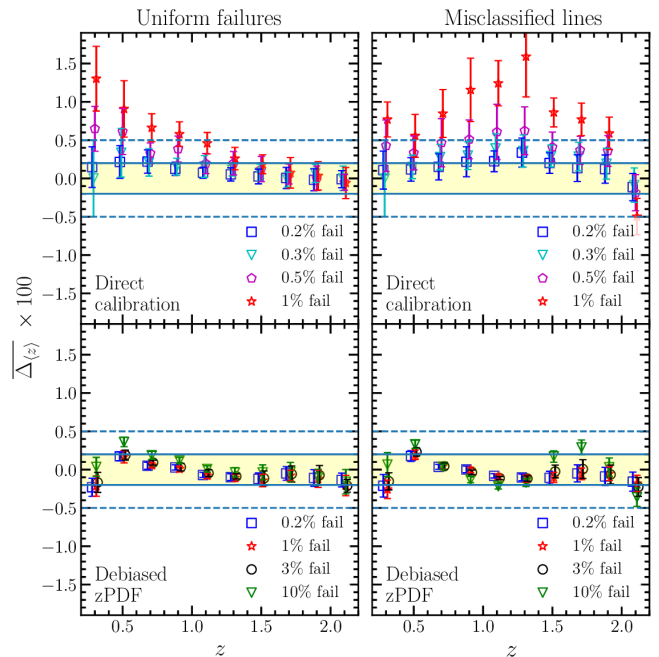 Uniform failures
Misclassified lines
1.5
1.0
0.5
0.0
−0.5
−1.0
−1.5
0.2% fail
0.3% fail
0.5% fail
1% fail
Direct
calibration
0.2% fail
0.3% fail
0.5% fail
1% fail
Direct
calibration
Δ⟨z⟩ × 100
1.5
1.0
0.5
0.0
−0.5
−1.0
−1.5
0.2% fail
1% fail
3% fail
10% fail
Debiased
zPDF
0.2% fail
1% fail
3% fail
10% fail
Debiased
zPDF
0.5
1.0
1.5
2.0
0.5
1.0
1.5
2.0
z
z